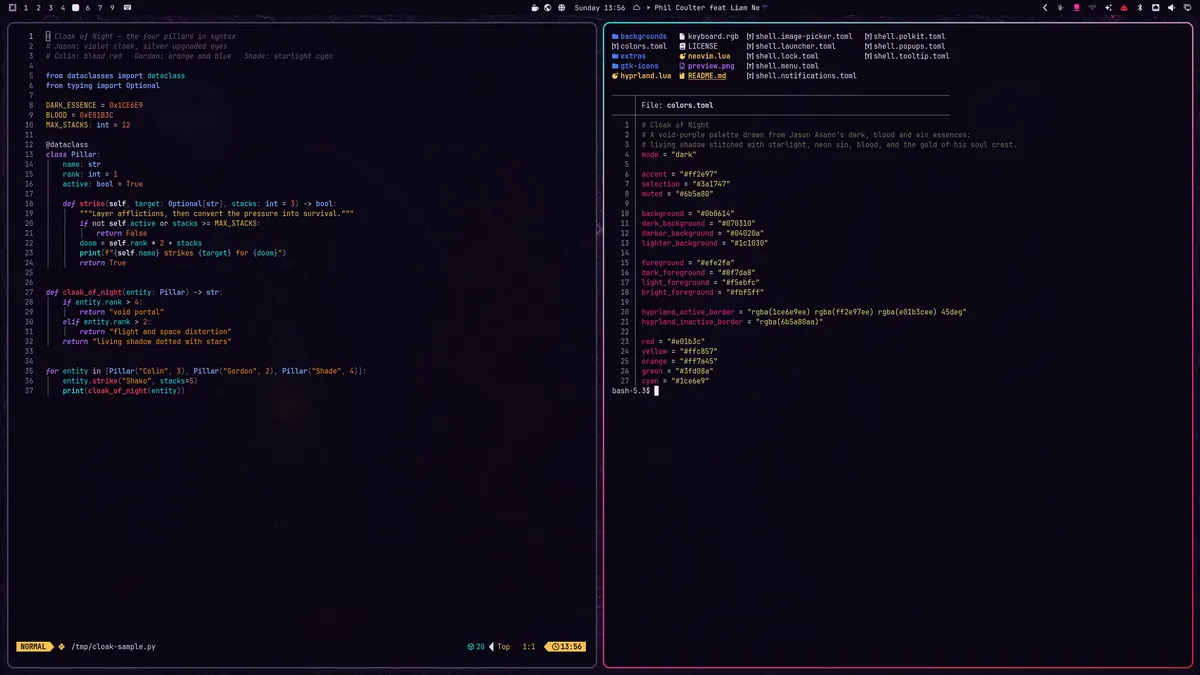 1 2 3 4 6 7 9
Sunday 13:56
Phil Coulter feat Liam Ne
1 # Cloak of Night — the four pillars in syntax
2 # Jason: violet cloak, silver upgraded eyes
3 # Colin: blood red   Gordon: orange and blue   Shade: starlight cyan
4
5 from dataclasses import dataclass
6 from typing import Optional
7
8 DARK_ESSENCE = 0x1CE6E9
9 BLOOD = 0xE01B3C
10 MAX_STACKS: int = 12
11
12 @dataclass
13 class Pillar:
14     name: str
15     rank: int = 1
16     active: bool = True
17
18     def strike(self, target: Optional[str], stacks: int = 3) -> bool:
19         """Layer afflictions, then convert the pressure into survival."""
20         if not self.active or stacks >= MAX_STACKS:
21             return False
22         doom = self.rank * 2 + stacks
23         print(f"{self.name} strikes {target} for {doom}")
24         return True
25
26
27 def cloak_of_night(entity: Pillar) -> str:
28     if entity.rank > 4:
29         return "void portal"
30     elif entity.rank > 2:
31         return "flight and space distortion"
32     return "living shadow dotted with stars"
33
34
35 for entity in [Pillar("Colin", 3), Pillar("Gordon", 2), Pillar("Shade", 4)]:
36     entity.strike("Shako", stacks=5)
37     print(cloak_of_night(entity))
NORMAL /tmp/cloak-sample.py 20 Top 1:1 13:56
backgrounds keyboard.rgb shell.image-picker.toml shell.polkit.toml
colors.toml LICENSE shell.launcher.toml shell.popups.toml
extras neovim.lua shell.lock.toml shell.tooltip.toml
gtk-icons preview.png shell.menu.toml
hyprland.lua README.md shell.notifications.toml
File: colors.toml
1 # Cloak of Night
2 # A void-purple palette drawn from Jason Asano's dark, blood and sin essences:
3 # living shadow stitched with starlight, neon sin, blood, and the gold of his soul crest.
4 mode = "dark"
5
6 accent = "#ff2e97"
7 selection = "#3a1747"
8 muted = "#6b5a80"
9
10 background = "#0b0614"
11 dark_background = "#070310"
12 darker_background = "#04020a"
13 lighter_background = "#1c1030"
14
15 foreground = "#efe2fa"
16 dark_foreground = "#8f7da8"
17 light_foreground = "#f5ebfc"
18 bright_foreground = "#fbf5ff"
19
20 hyprland_active_border = "rgba(1ce6e9ee) rgba(ff2e97ee) rgba(e01b3cee) 45deg"
21 hyprland_inactive_border = "rgba(6b5a80aa)"
22
23 red = "#e01b3c"
24 yellow = "#ffc857"
25 orange = "#ff7a45"
26 green = "#3fd08a"
27 cyan = "#1ce6e9"
bash-5.3$